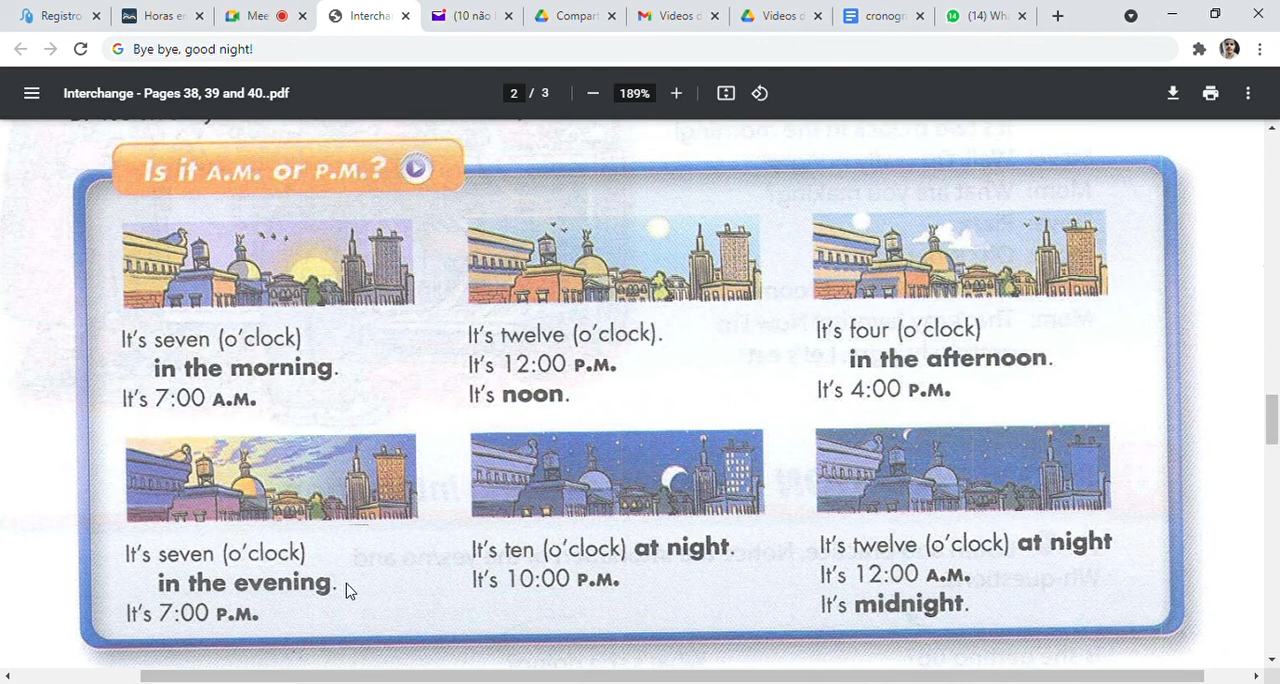 Registro
Horas en
Mee
Intercha
(10 não
Compart
Videos d
Videos d
cronogr
(14) Wha
Bye bye, good night!
Interchange - Pages 38, 39 and 40..pdf
2 / 3
189%
Is it A.M. or P.M.?
It's seven (o'clock)
in the morning.
It's 7:00 A.M.
It's twelve (o'clock).
It's 12:00 P.M.
It's noon.
It's four (o'clock)
in the afternoon.
It's 4:00 P.M.
It's seven (o'clock)
in the evening.
It's 7:00 P.M.
It's ten (o'clock) at night.
It's 10:00 P.M.
It's twelve (o'clock) at night
It's 12:00 A.M.
It's midnight.